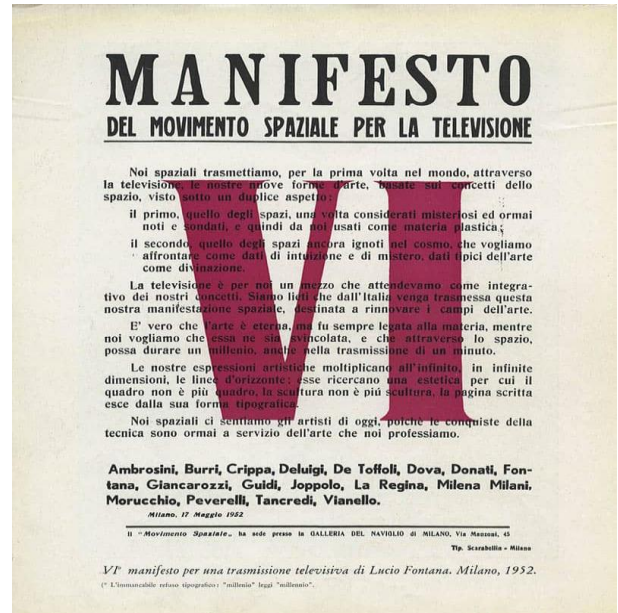 MANIFESTO
DEL MOVIMENTO SPAZIALE PER LA TELEVISIONE
Noi spaziali trasmettiamo, per la prima volta nel mondo, attraverso
la televisione, le nostre nuove forme d'arte, basate sui concetti dello
spazio, visto sotto un duplice aspetto:
il primo, quello degli spazi, una volta considerati misteriosi ed ormai
noti e sondati, e quindi da noi usati come materia plastica;
il secondo, quello degli spazi ancora ignoti nel cosmo, che vogliamo
affrontare come dati di intuizione e di mistero, dati tipici dell'arte
come divinazione.
La televisione è per noi un mezzo che attendevamo come integra-
tivo dei nostri concetti. Siamo lieti che dall'Italia venga trasmessa questa
nostra manifestazione spaziale, destinata a rinnovare i campi dell'arte.
E' vero che l'arte è eterna, ma fu sempre legata alla materia, mentre
noi vogliamo che essa ne sia svincolata, e che attraverso lo spazio,
possa durare un millenio, anche nella trasmissione di un minuto.
Le nostre espressioni artistiche moltiplicano all'infinito, in infinite
dimensioni, le linee d'orizzonte: esse ricercano una estetica per cui il
quadro non è più quadro, la scultura non è piú scultura, la pagina scritta
esce dalla sua forma tipografica.
Noi spaziali ci sentiamo gli artisti di oggi, poichè le conquiste della
tecnica sono ormai a servizio dell'arte che noi professiamo.
VI
Ambrosini, Burri, Crippa, Deluigi, De Toffoli, Dova, Donati, Fon-
tana, Giancarozzi, Guidi, Joppolo, La Regina, Milena Milani,
Morucchio, Peverelli, Tancredi, Vianello.
Milano, 17 Maggio 1952
Il "Movimento Spaziale„ ha sede presso la GALLERIA DEL NAVIGLIO di MILANO, Via Manzoni, 45
Tip. Scarabellin - Milano
VI° manifesto per una trasmissione televisiva di Lucio Fontana. Milano, 1952.
(* L'immancabile refuso tipografico: "millenio" leggi "millennio".